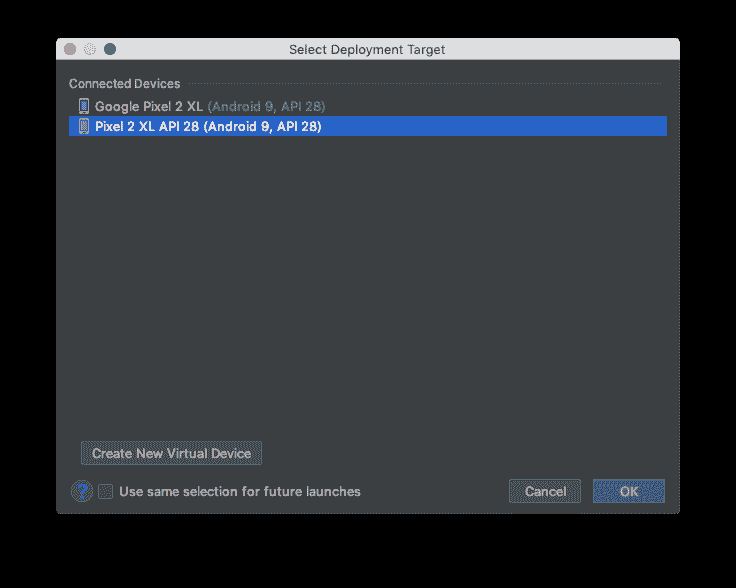 Select Deployment Target
Connected Devices
Google Pixel 2 XL (Android 9, API 28)
Pixel 2 XL API 28 (Android 9, API 28)
Create New Virtual Device
? Use same selection for future launches Cancel OK